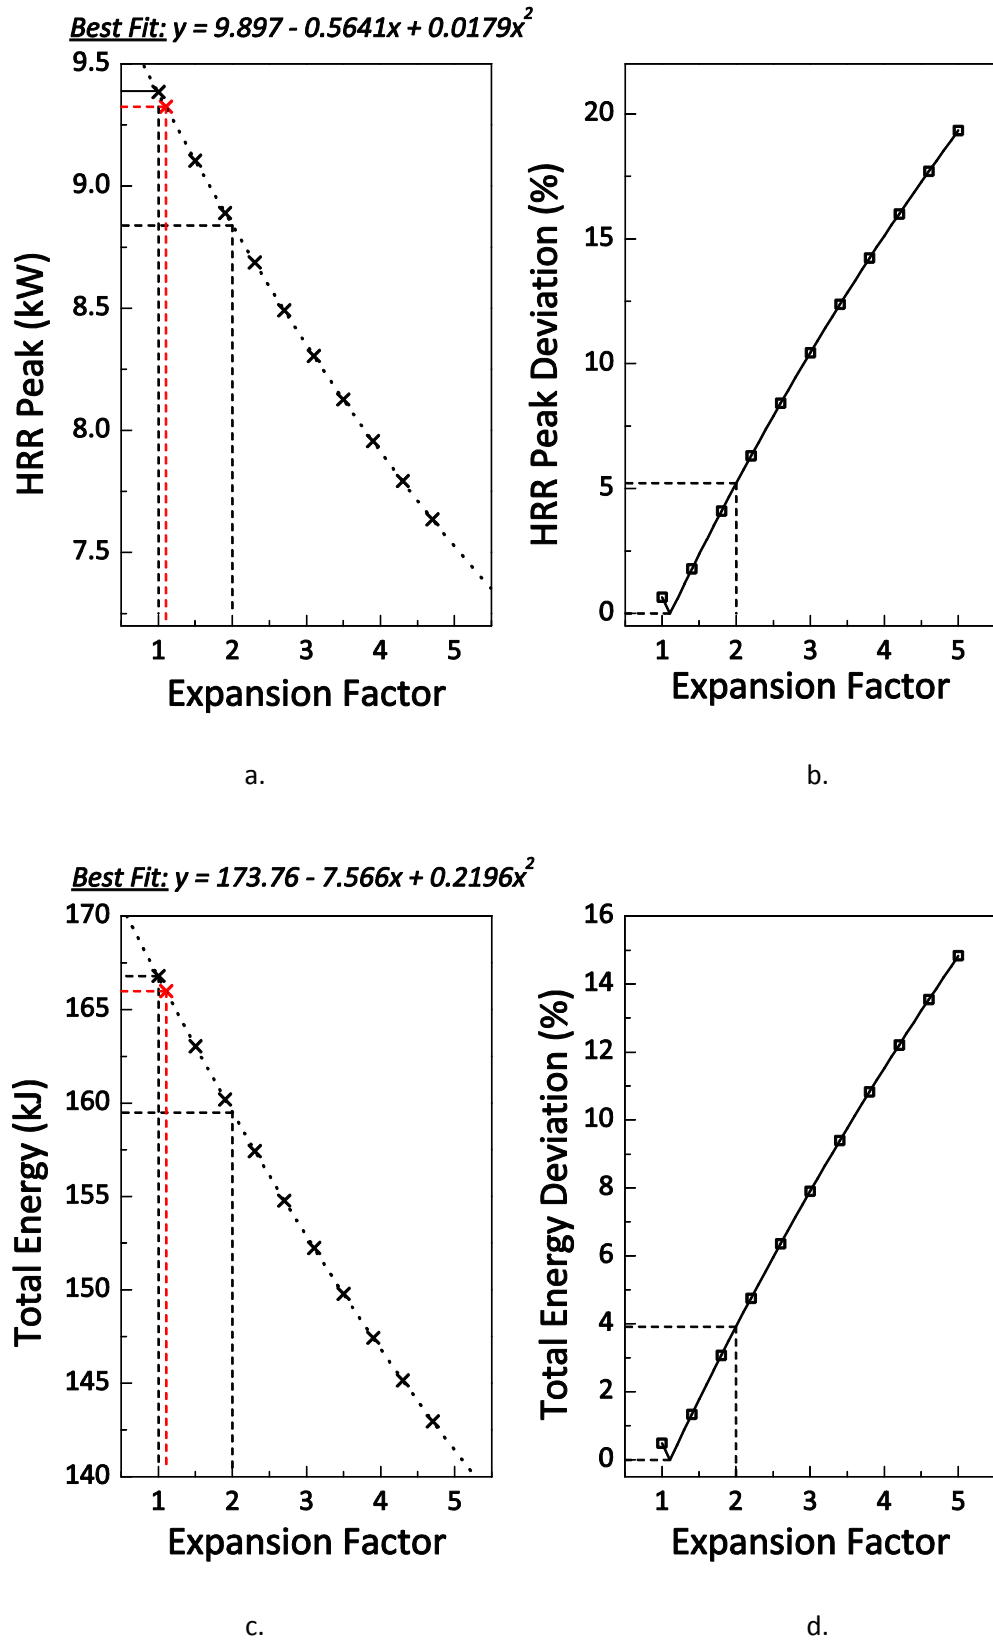 Best Fit: y = 9.897 - 0.5641x + 0.0179x²
9.5
9.0
8.5
8.0
7.5
HRR Peak (kW)
1 2 3 4 5
Expansion Factor
a.
20
15
10
5
0
HRR Peak Deviation (%)
1 2 3 4 5
Expansion Factor
b.
Best Fit: y = 173.76 - 7.566x + 0.2196x²
170
165
160
155
150
145
140
Total Energy (kJ)
1 2 3 4 5
Expansion Factor
c.
16
14
12
10
8
6
4
2
0
Total Energy Deviation (%)
1 2 3 4 5
Expansion Factor
d.